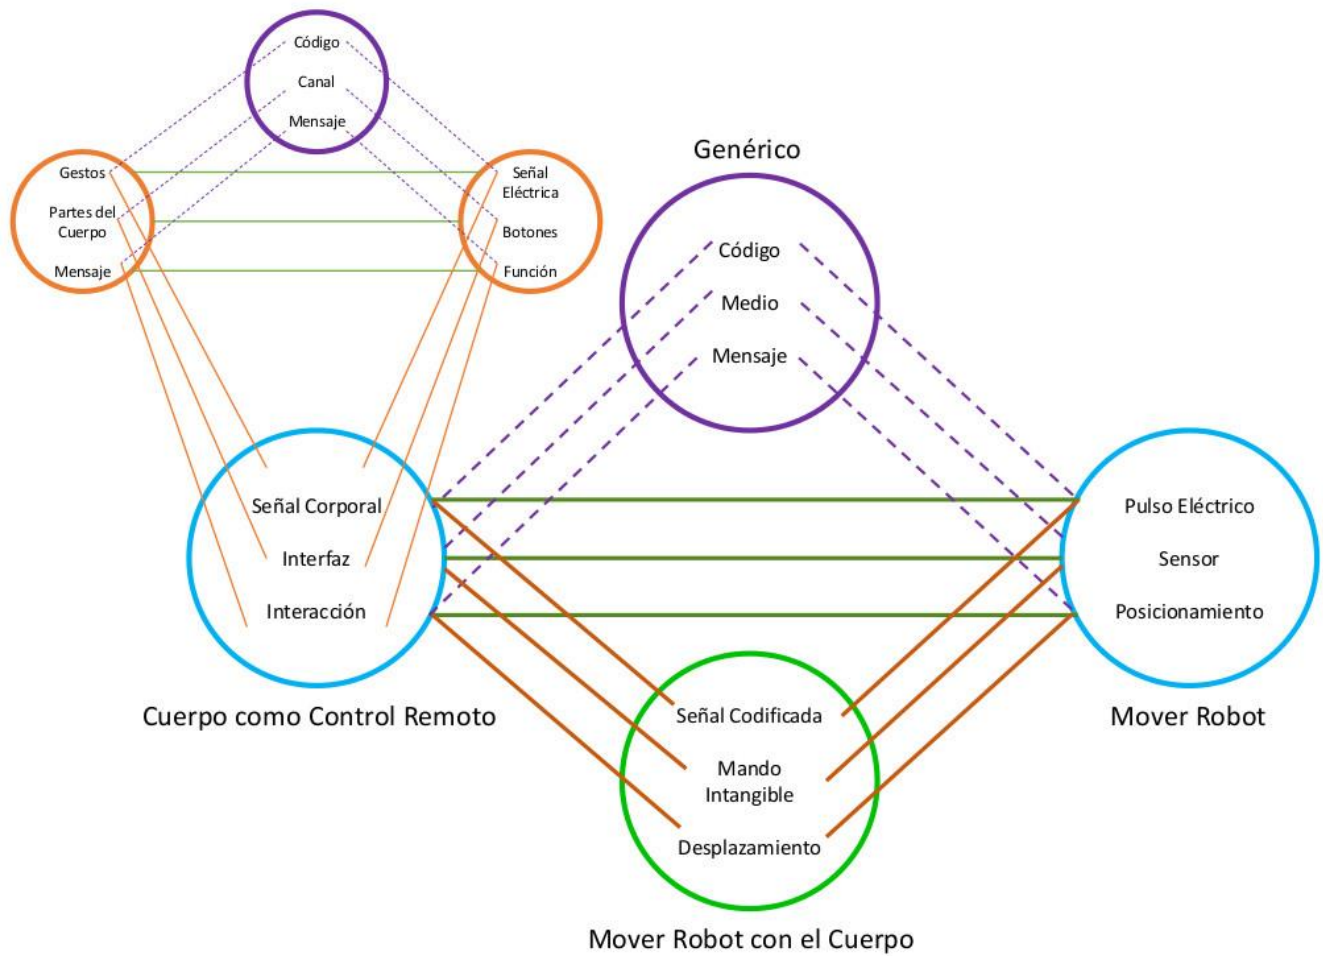 Código
Canal
Mensaje
Gestos
Partes del
Cuerpo
Mensaje
Señal
Eléctrica
Botones
Función
Genérico
Código
Medio
Mensaje
Señal Corporal
Interfaz
Interacción
Cuerpo como Control Remoto
Pulso Eléctrico
Sensor
Posicionamiento
Mover Robot
Señal Codificada
Mando
Intangible
Desplazamiento
Mover Robot con el Cuerpo